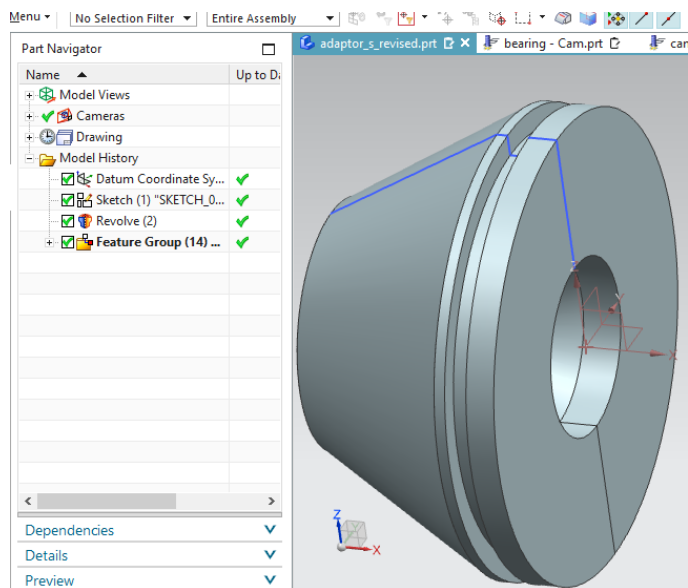 Menu No Selection Filter Entire Assembly
Part Navigator
adaptor_s_revised.prt bearing - Cam.prt can
Name Up to Da
Model Views
Cameras
Drawing
Model History
Datum Coordinate Sy...
Sketch (1) "SKETCH_0...
Revolve (2)
Feature Group (14) ...
Dependencies
Details
Preview
Z
Y
X
Z
X